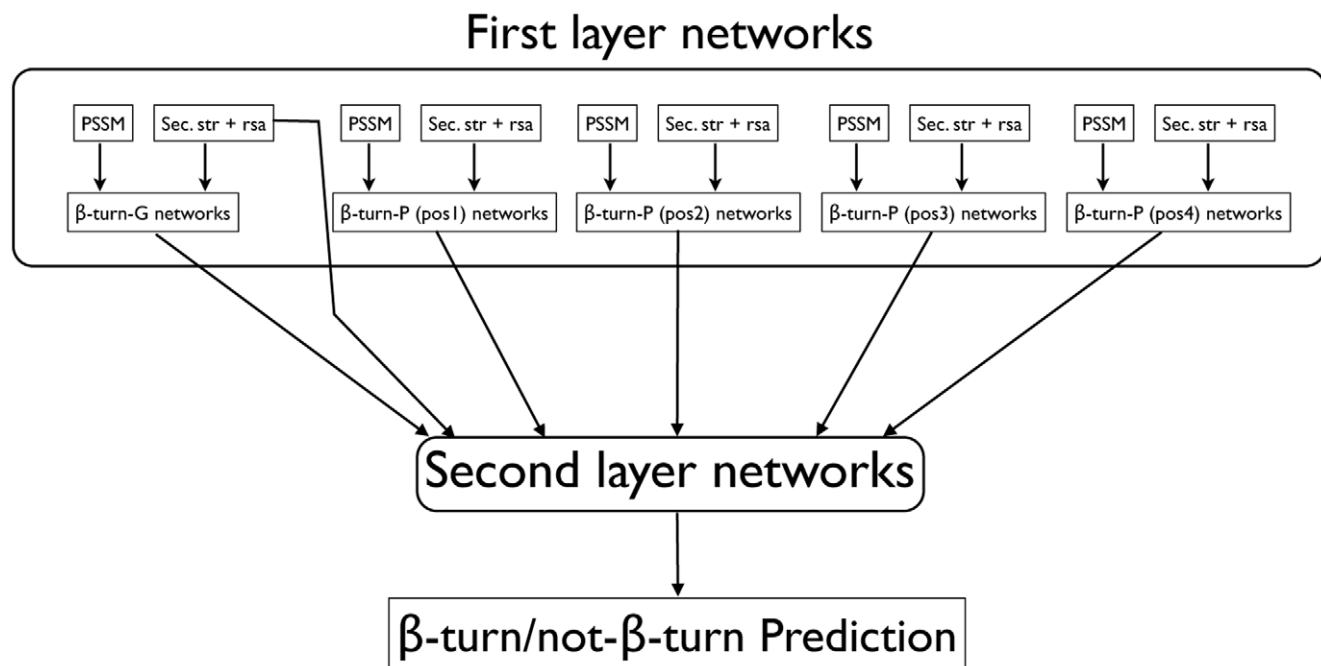 First layer networks
PSSM
Sec. str + rsa
PSSM
Sec. str + rsa
PSSM
Sec. str + rsa
PSSM
Sec. str + rsa
PSSM
Sec. str + rsa
β-turn-G networks
β-turn-P (pos1) networks
β-turn-P (pos2) networks
β-turn-P (pos3) networks
β-turn-P (pos4) networks
Second layer networks
β-turn/not-β-turn Prediction